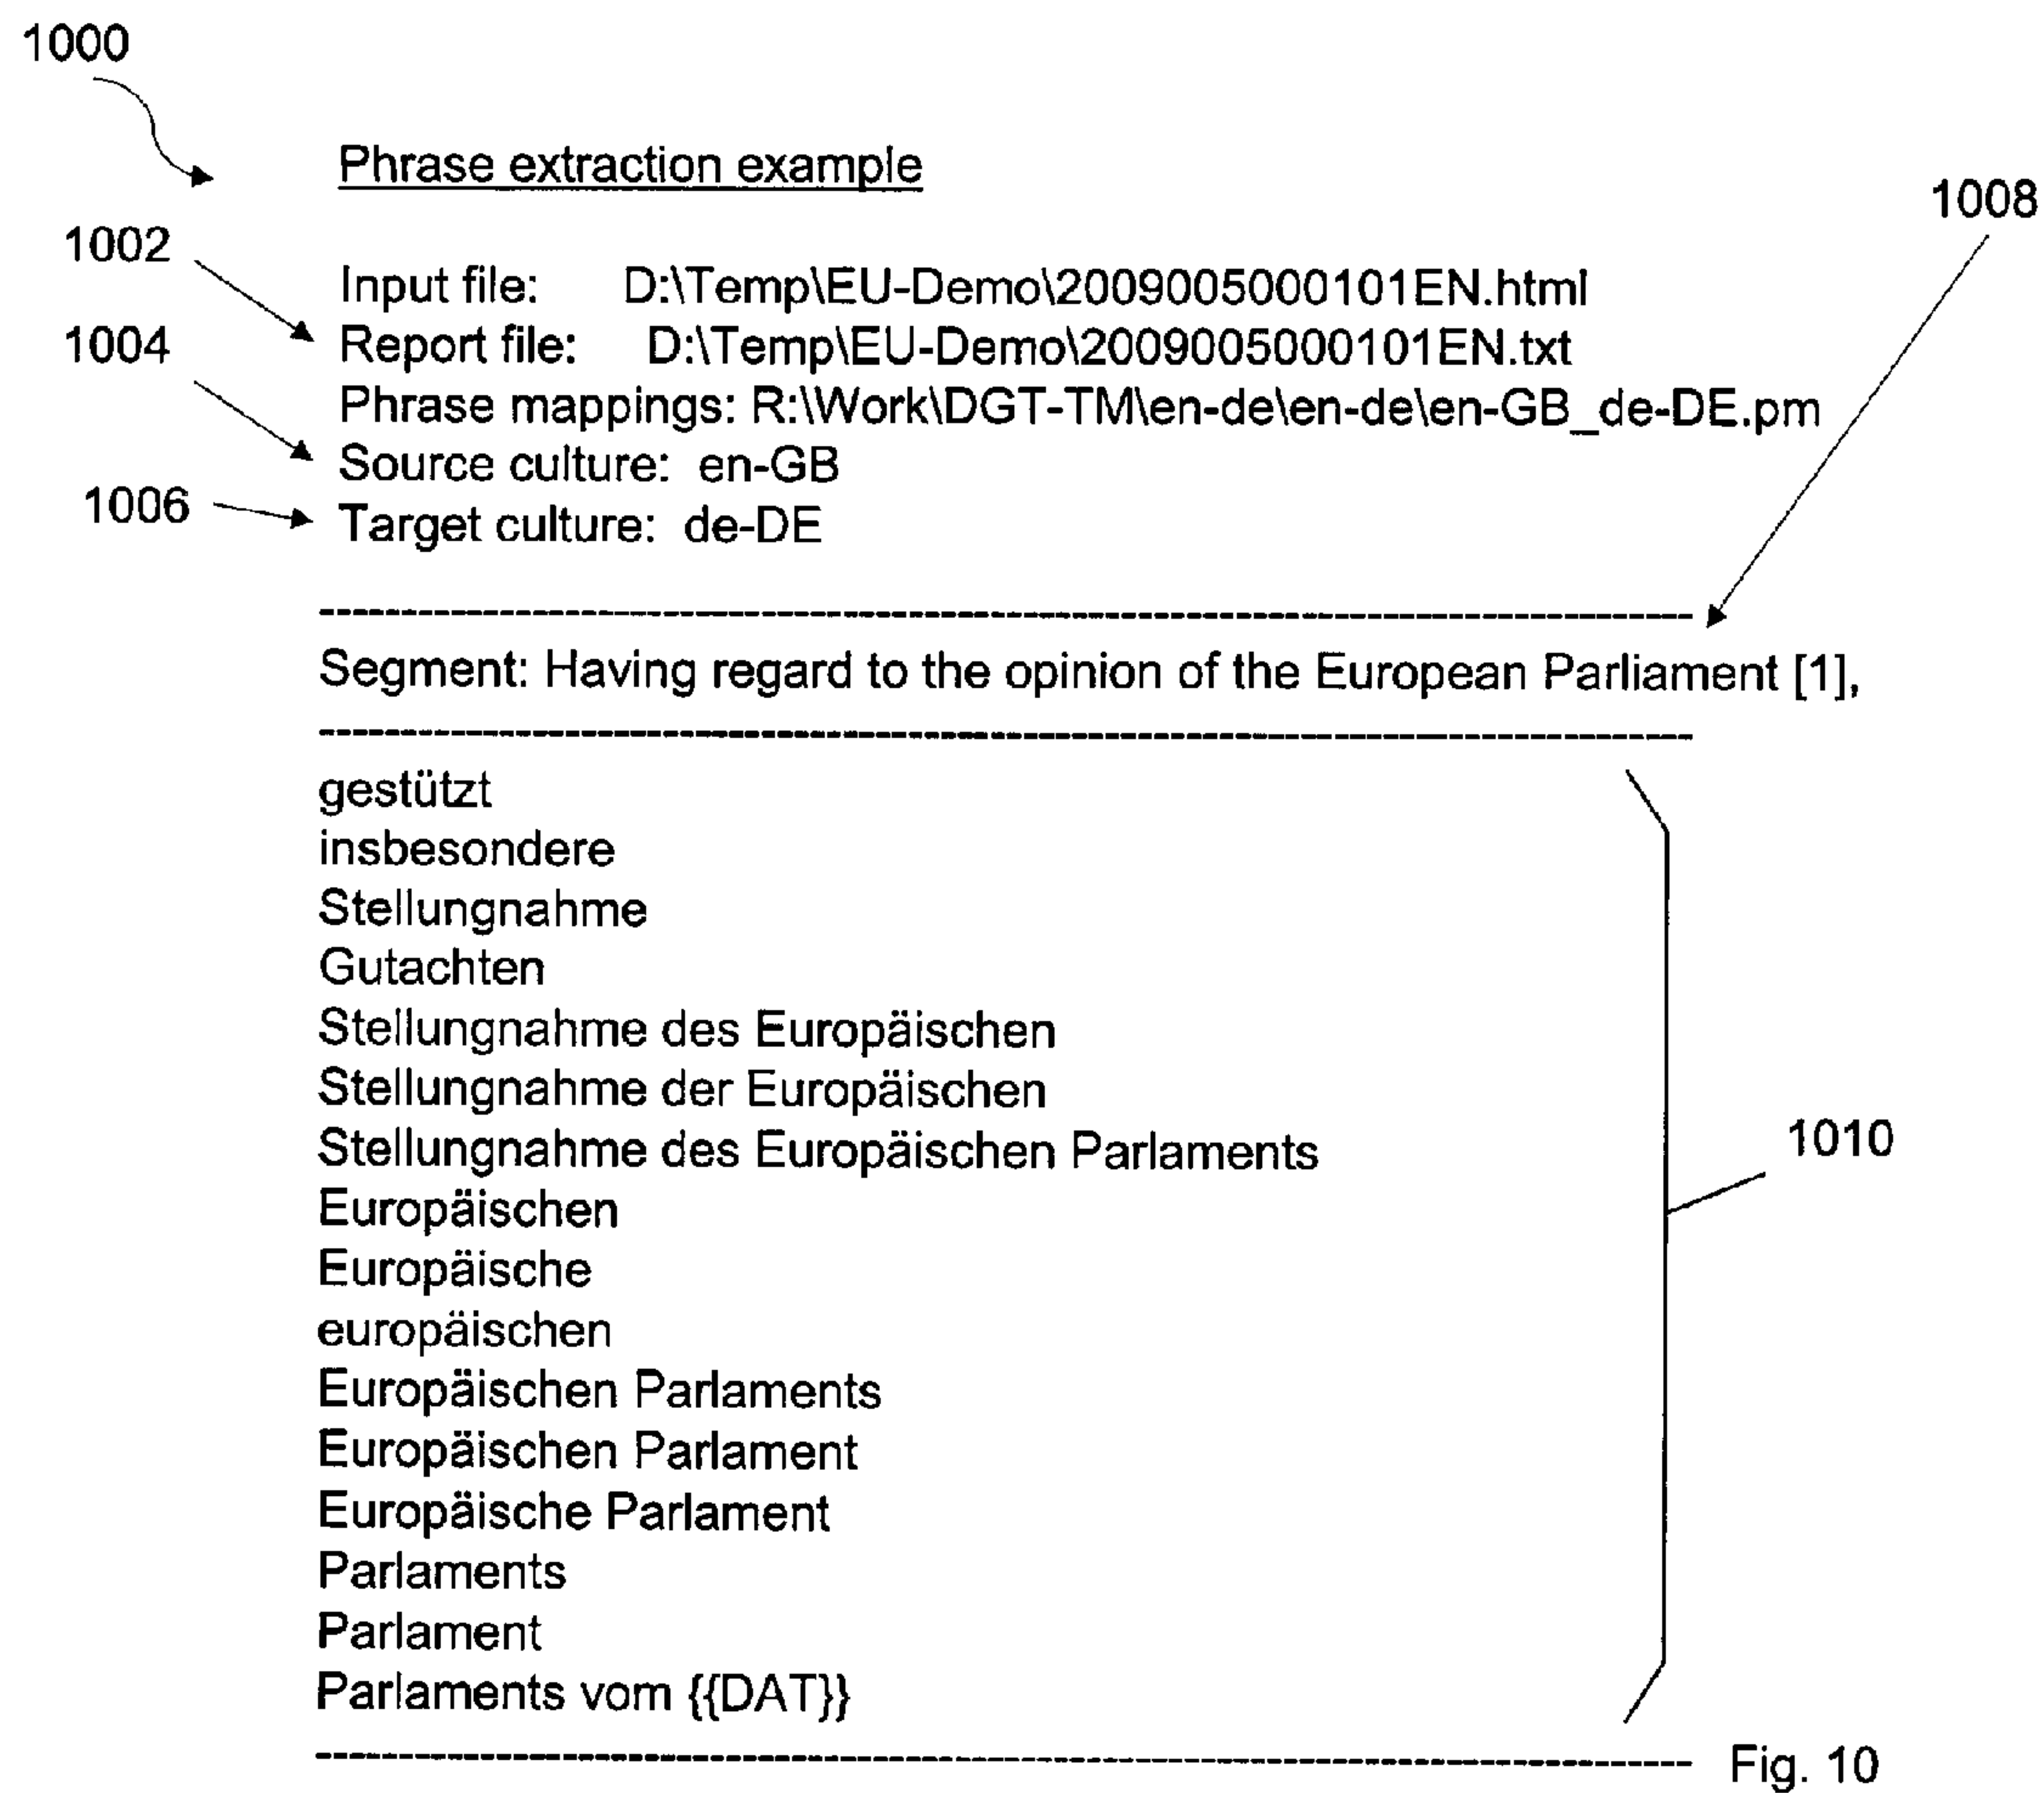 1000
Phrase extraction example
1008
1002
Input file: D:\Temp\EU-Demo\2009005000101EN.html
1004
Report file: D:\Temp\EU-Demo\2009005000101EN.txt
Phrase mappings: R:\Work\DGT-TM\en-de\en-de\en-GB_de-DE.pm
Source culture: en-GB
1006
Target culture: de-DE
Segment: Having regard to the opinion of the European Parliament [1],
gestützt
insbesondere
Stellungnahme
Gutachten
Stellungnahme des Europäischen
Stellungnahme der Europäischen
Stellungnahme des Europäischen Parlaments
1010
Europäischen
Europäische
europäischen
Europäischen Parlaments
Europäischen Parlament
Europäische Parlament
Parlaments
Parlament
Parlaments vom {{DAT}}
Fig. 10